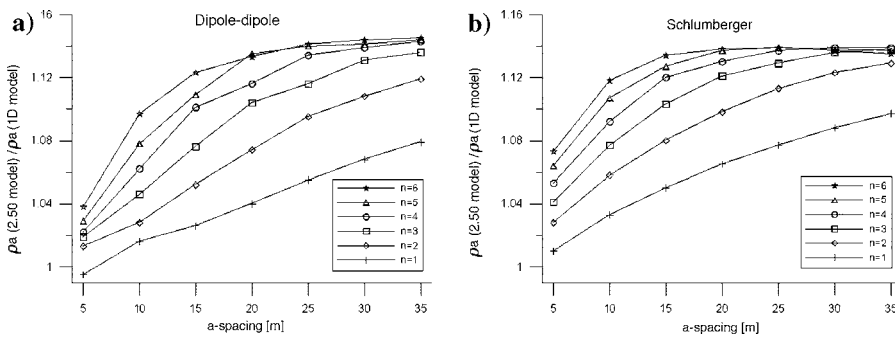 a)
Dipole-dipole
1.16
1.12
1.08
1.04
1
ρa (2.50 model) / ρa (1D model)
n=6
n=5
n=4
n=3
n=2
n=1
5 10 15 20 25 30 35
a-spacing [m]
b)
Schlumberger
1.16
1.12
1.08
1.04
1
ρa (2.50 model) / ρa (1D model)
n=6
n=5
n=4
n=3
n=2
n=1
5 10 15 20 25 30 35
a-spacing [m]